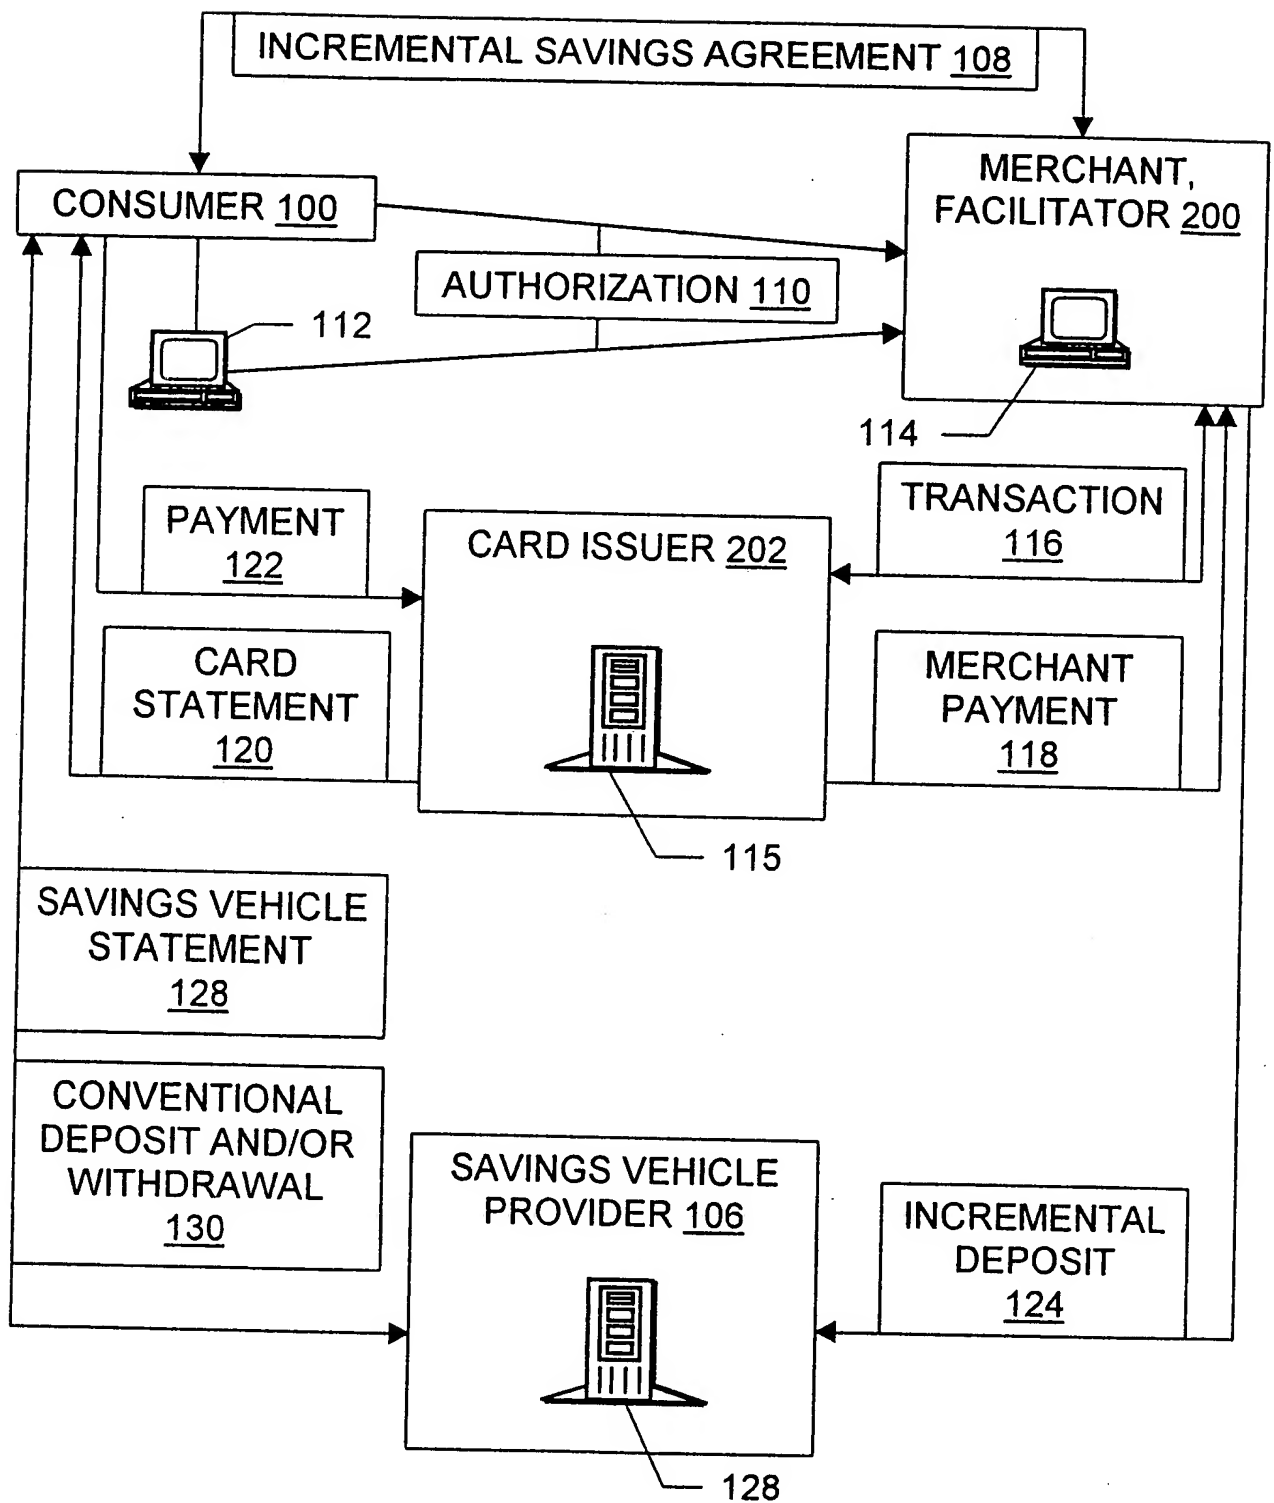 INCREMENTAL SAVINGS AGREEMENT 108
CONSUMER 100
MERCHANT,
FACILITATOR 200
AUTHORIZATION 110
112
114
TRANSACTION
116
PAYMENT
122
CARD ISSUER 202
CARD
STATEMENT
120
MERCHANT
PAYMENT
118
115
SAVINGS VEHICLE
STATEMENT
128
CONVENTIONAL
DEPOSIT AND/OR
WITHDRAWAL
130
SAVINGS VEHICLE
PROVIDER 106
INCREMENTAL
DEPOSIT
124
128